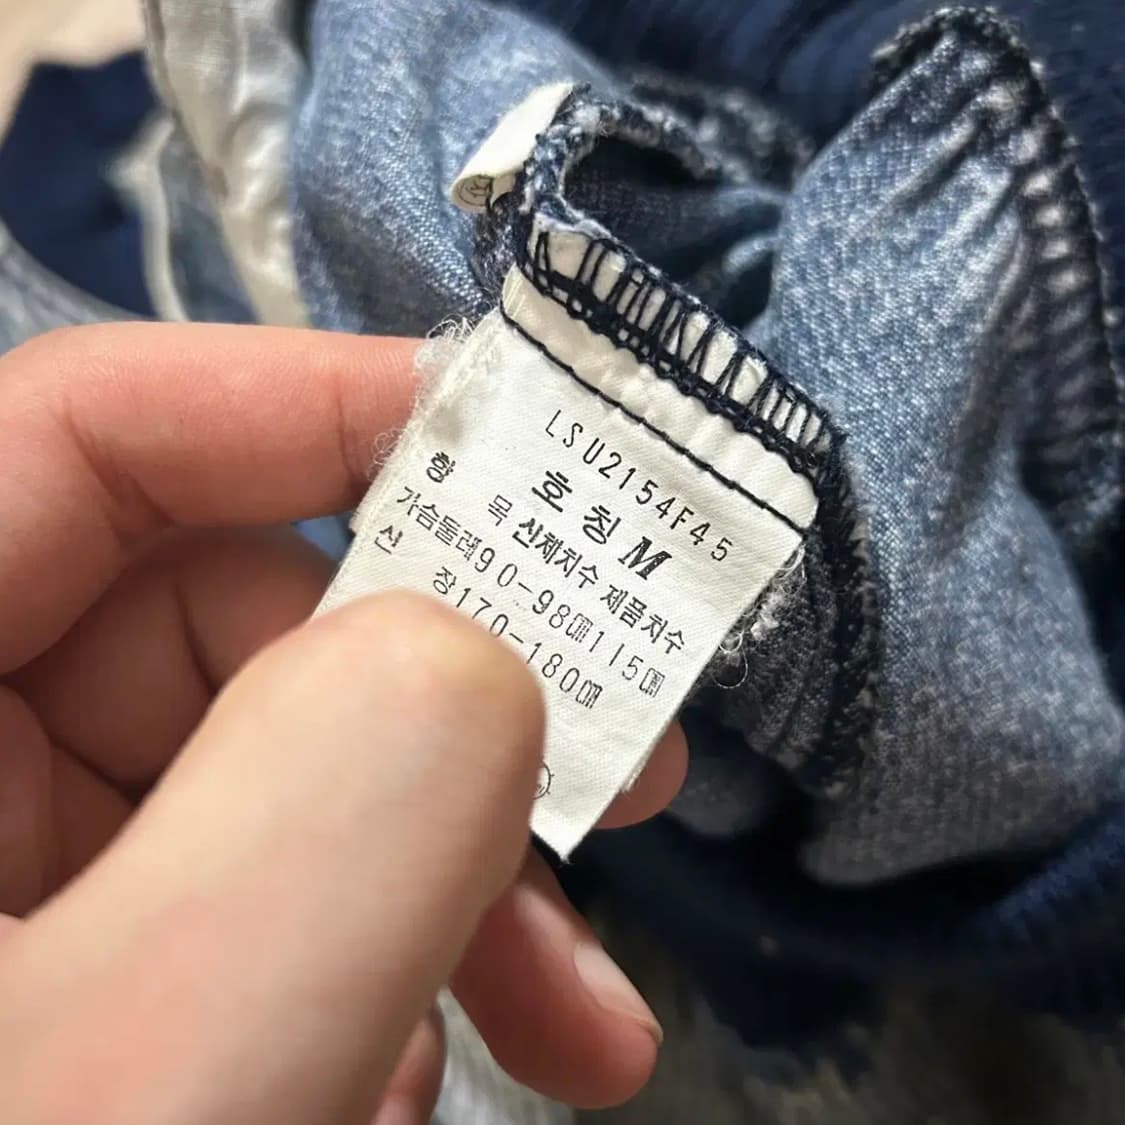 LSU2154F45
호 칭 M
항 목 신체치수 제품치수
가슴둘레 90-98㎝ 115㎝
신 장 170-180㎝